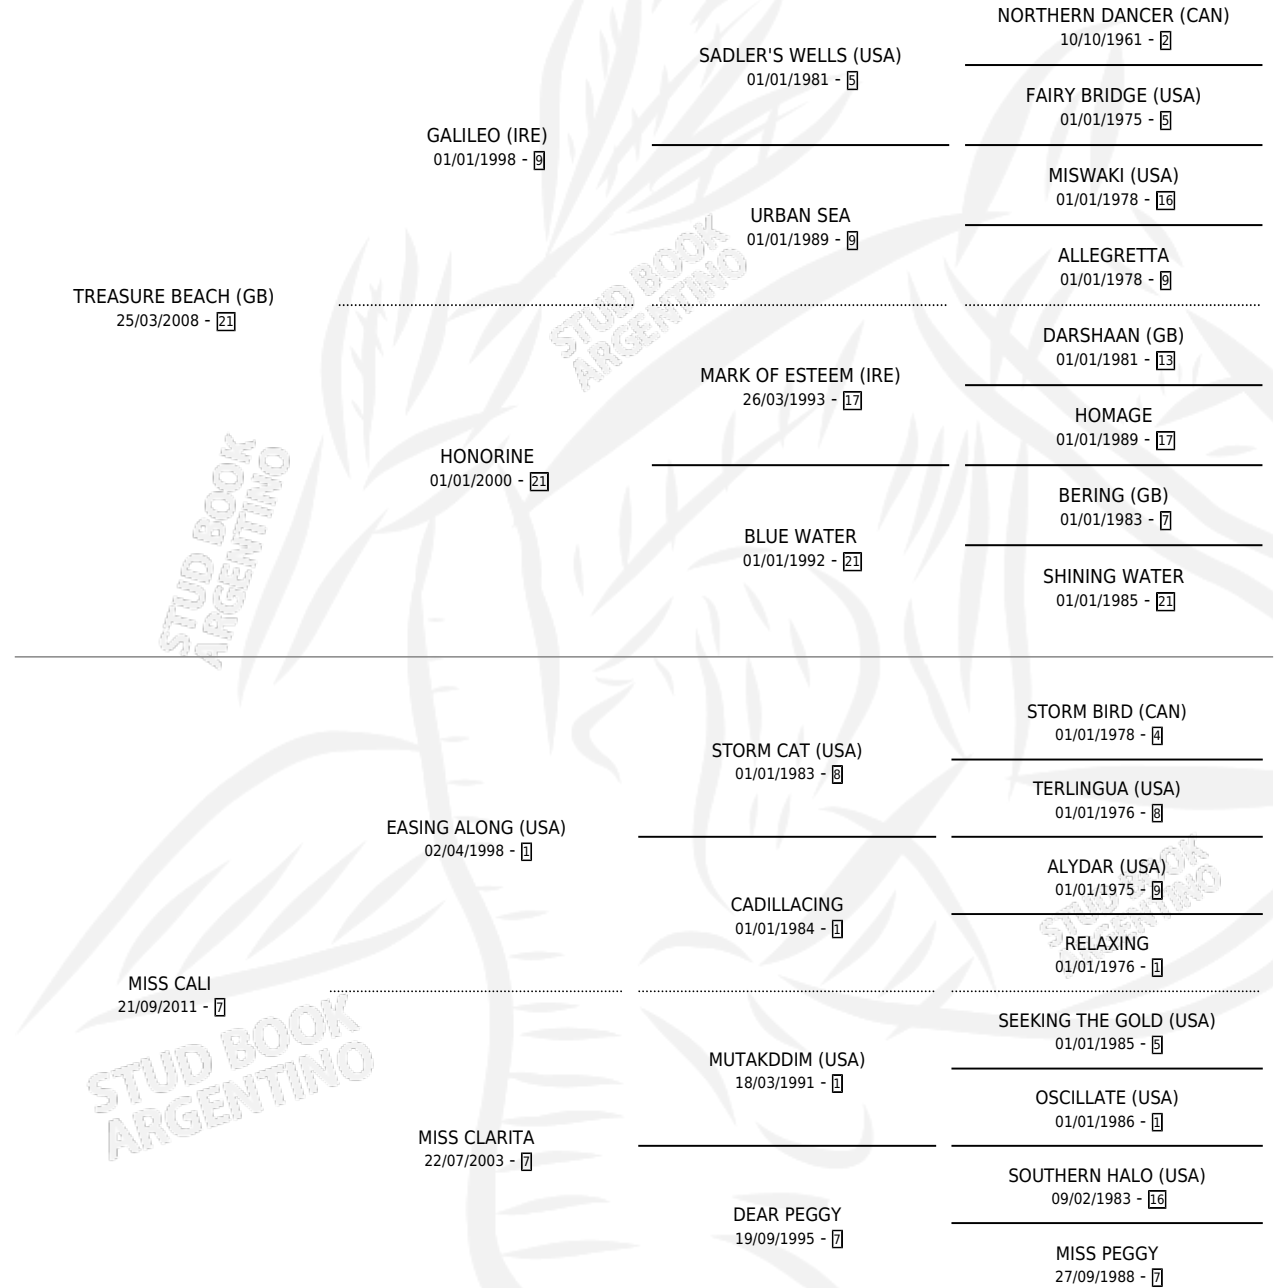 NORTHERN DANCER (CAN)
10/10/1961 - 2
SADLER'S WELLS (USA)
01/01/1981 - 5
FAIRY BRIDGE (USA)
01/01/1975 - 5
GALILEO (IRE)
01/01/1998 - 9
MISWAKI (USA)
01/01/1978 - 16
URBAN SEA
01/01/1989 - 9
ALLEGRETTA
01/01/1978 - 9
TREASURE BEACH (GB)
25/03/2008 - 21
STUD BOOK
ARGENTINO
DARSHAAN (GB)
01/01/1981 - 13
MARK OF ESTEEM (IRE)
26/03/1993 - 17
HOMAGE
01/01/1989 - 17
HONORINE
01/01/2000 - 21
BERING (GB)
01/01/1983 - 7
BLUE WATER
01/01/1992 - 21
SHINING WATER
01/01/1985 - 21
STUD BOOK
ARGENTINO
STORM BIRD (CAN)
01/01/1978 - 4
STORM CAT (USA)
01/01/1983 - 8
TERLINGUA (USA)
01/01/1976 - 8
EASING ALONG (USA)
02/04/1998 - 1
ALYDAR (USA)
01/01/1975 - 9
CADILLACING
01/01/1984 - 1
RELAXING
01/01/1976 - 1
STUD BOOK
ARGENTINO
MISS CALI
21/09/2011 - 7
SEEKING THE GOLD (USA)
01/01/1985 - 5
MUTAKDDIM (USA)
18/03/1991 - 1
OSCILLATE (USA)
01/01/1986 - 1
STUD BOOK
ARGENTINO
MISS CLARITA
22/07/2003 - 7
SOUTHERN HALO (USA)
09/02/1983 - 16
DEAR PEGGY
19/09/1995 - 7
MISS PEGGY
27/09/1988 - 7